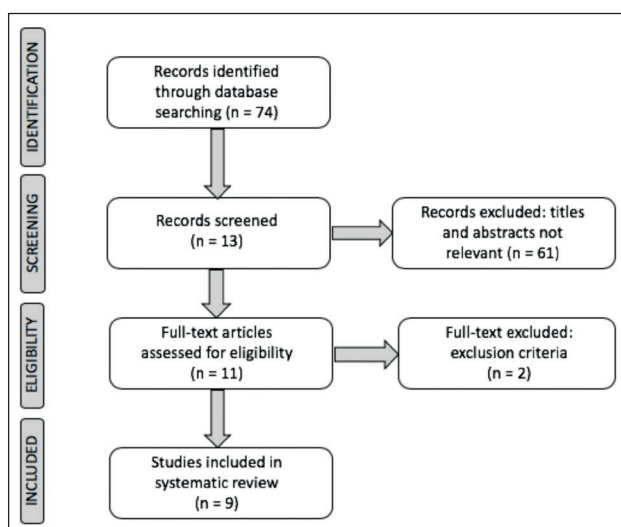 IDENTIFICATION
Records identified
through database
searching (n = 74)
SCREENING
Records screened
(n = 13)
Records excluded: titles
and abstracts not
relevant (n = 61)
ELIGIBILITY
Full-text articles
assessed for eligibility
(n = 11)
Full-text excluded:
exclusion criteria
(n = 2)
INCLUDED
Studies included in
systematic review
(n = 9)